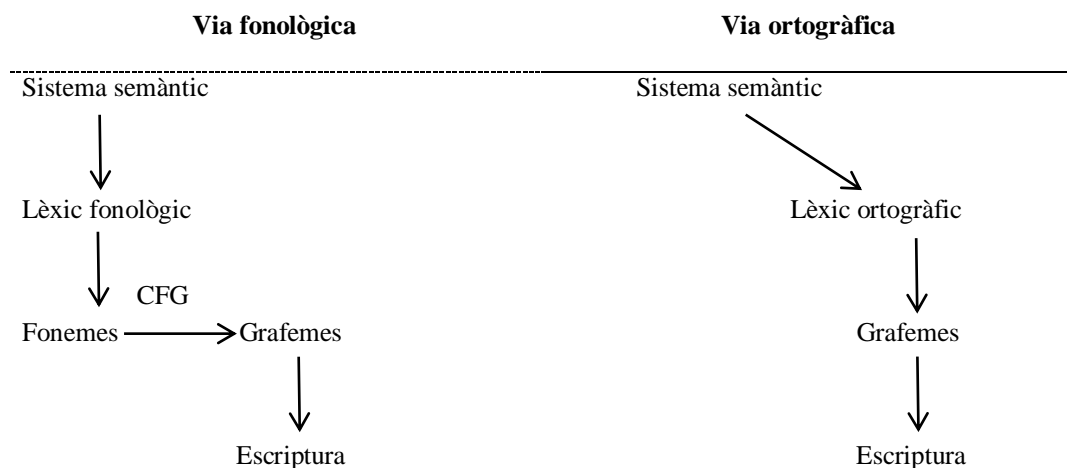 Via fonològica Via ortogràfica
Sistema semàntic Sistema semàntic
Lèxic fonològic Lèxic ortogràfic
CFG
Fonemes Grafemes Grafemes
Escriptura Escriptura